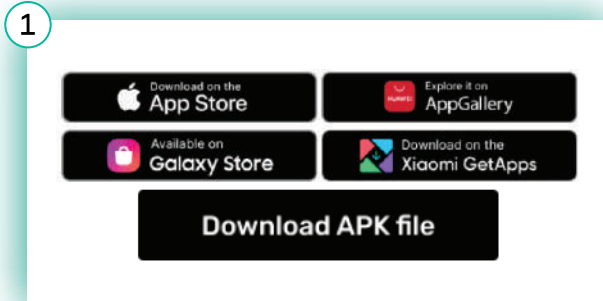 1
Download on the
App Store
HUAWEI
Explore it on
AppGallery
Available on
Galaxy Store
Download on the
Xiaomi GetApps
Download APK file